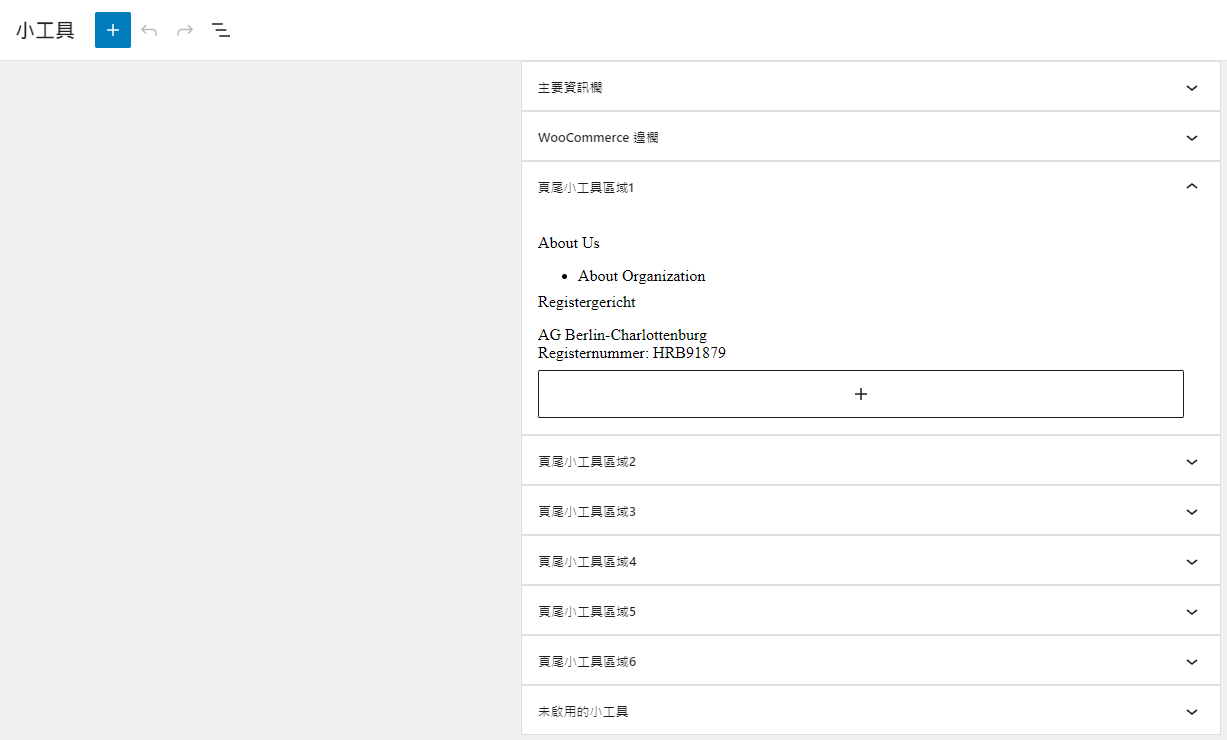 小工具
主要資訊欄
WooCommerce 邊欄
頁尾小工具區域1
About Us
About Organization
Registergericht
AG Berlin-Charlottenburg
Registernummer: HRB91879
頁尾小工具區域2
頁尾小工具區域3
頁尾小工具區域4
頁尾小工具區域5
頁尾小工具區域6
未啟用的小工具